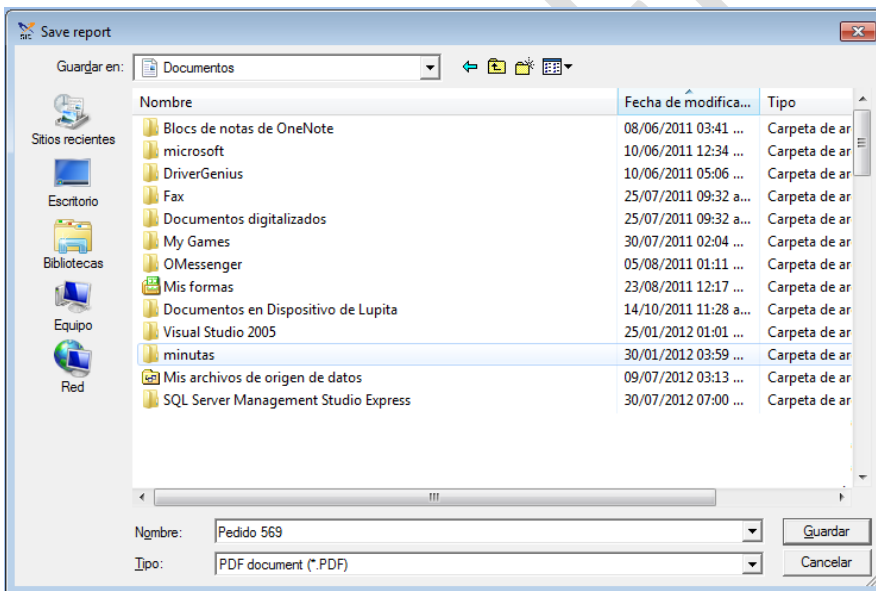 Save report
Guardar en: Documentos
Nombre Fecha de modifica... Tipo
Sitios recientes
Escritorio
Bibliotecas
Equipo
Red
Blocs de notas de OneNote 08/06/2011 03:41 ... Carpeta de ar
microsoft 10/06/2011 12:34 ... Carpeta de ar
DriverGenius 10/06/2011 05:06 ... Carpeta de ar
Fax 25/07/2011 09:32 a... Carpeta de ar
Documentos digitalizados 25/07/2011 09:32 a... Carpeta de ar
My Games 30/07/2011 02:04 ... Carpeta de ar
OMessenger 05/08/2011 01:11 ... Carpeta de ar
Mis formas 23/08/2011 12:17 ... Carpeta de ar
Documentos en Dispositivo de Lupita 14/10/2011 11:28 a... Carpeta de ar
Visual Studio 2005 25/01/2012 01:01 ... Carpeta de ar
minutas 30/01/2012 03:59 ... Carpeta de ar
Mis archivos de origen de datos 09/07/2012 03:13 ... Carpeta de ar
SQL Server Management Studio Express 30/07/2012 07:00 ... Carpeta de ar
Nombre: Pedido 569 Guardar
Tipo: PDF document (*.PDF) Cancelar